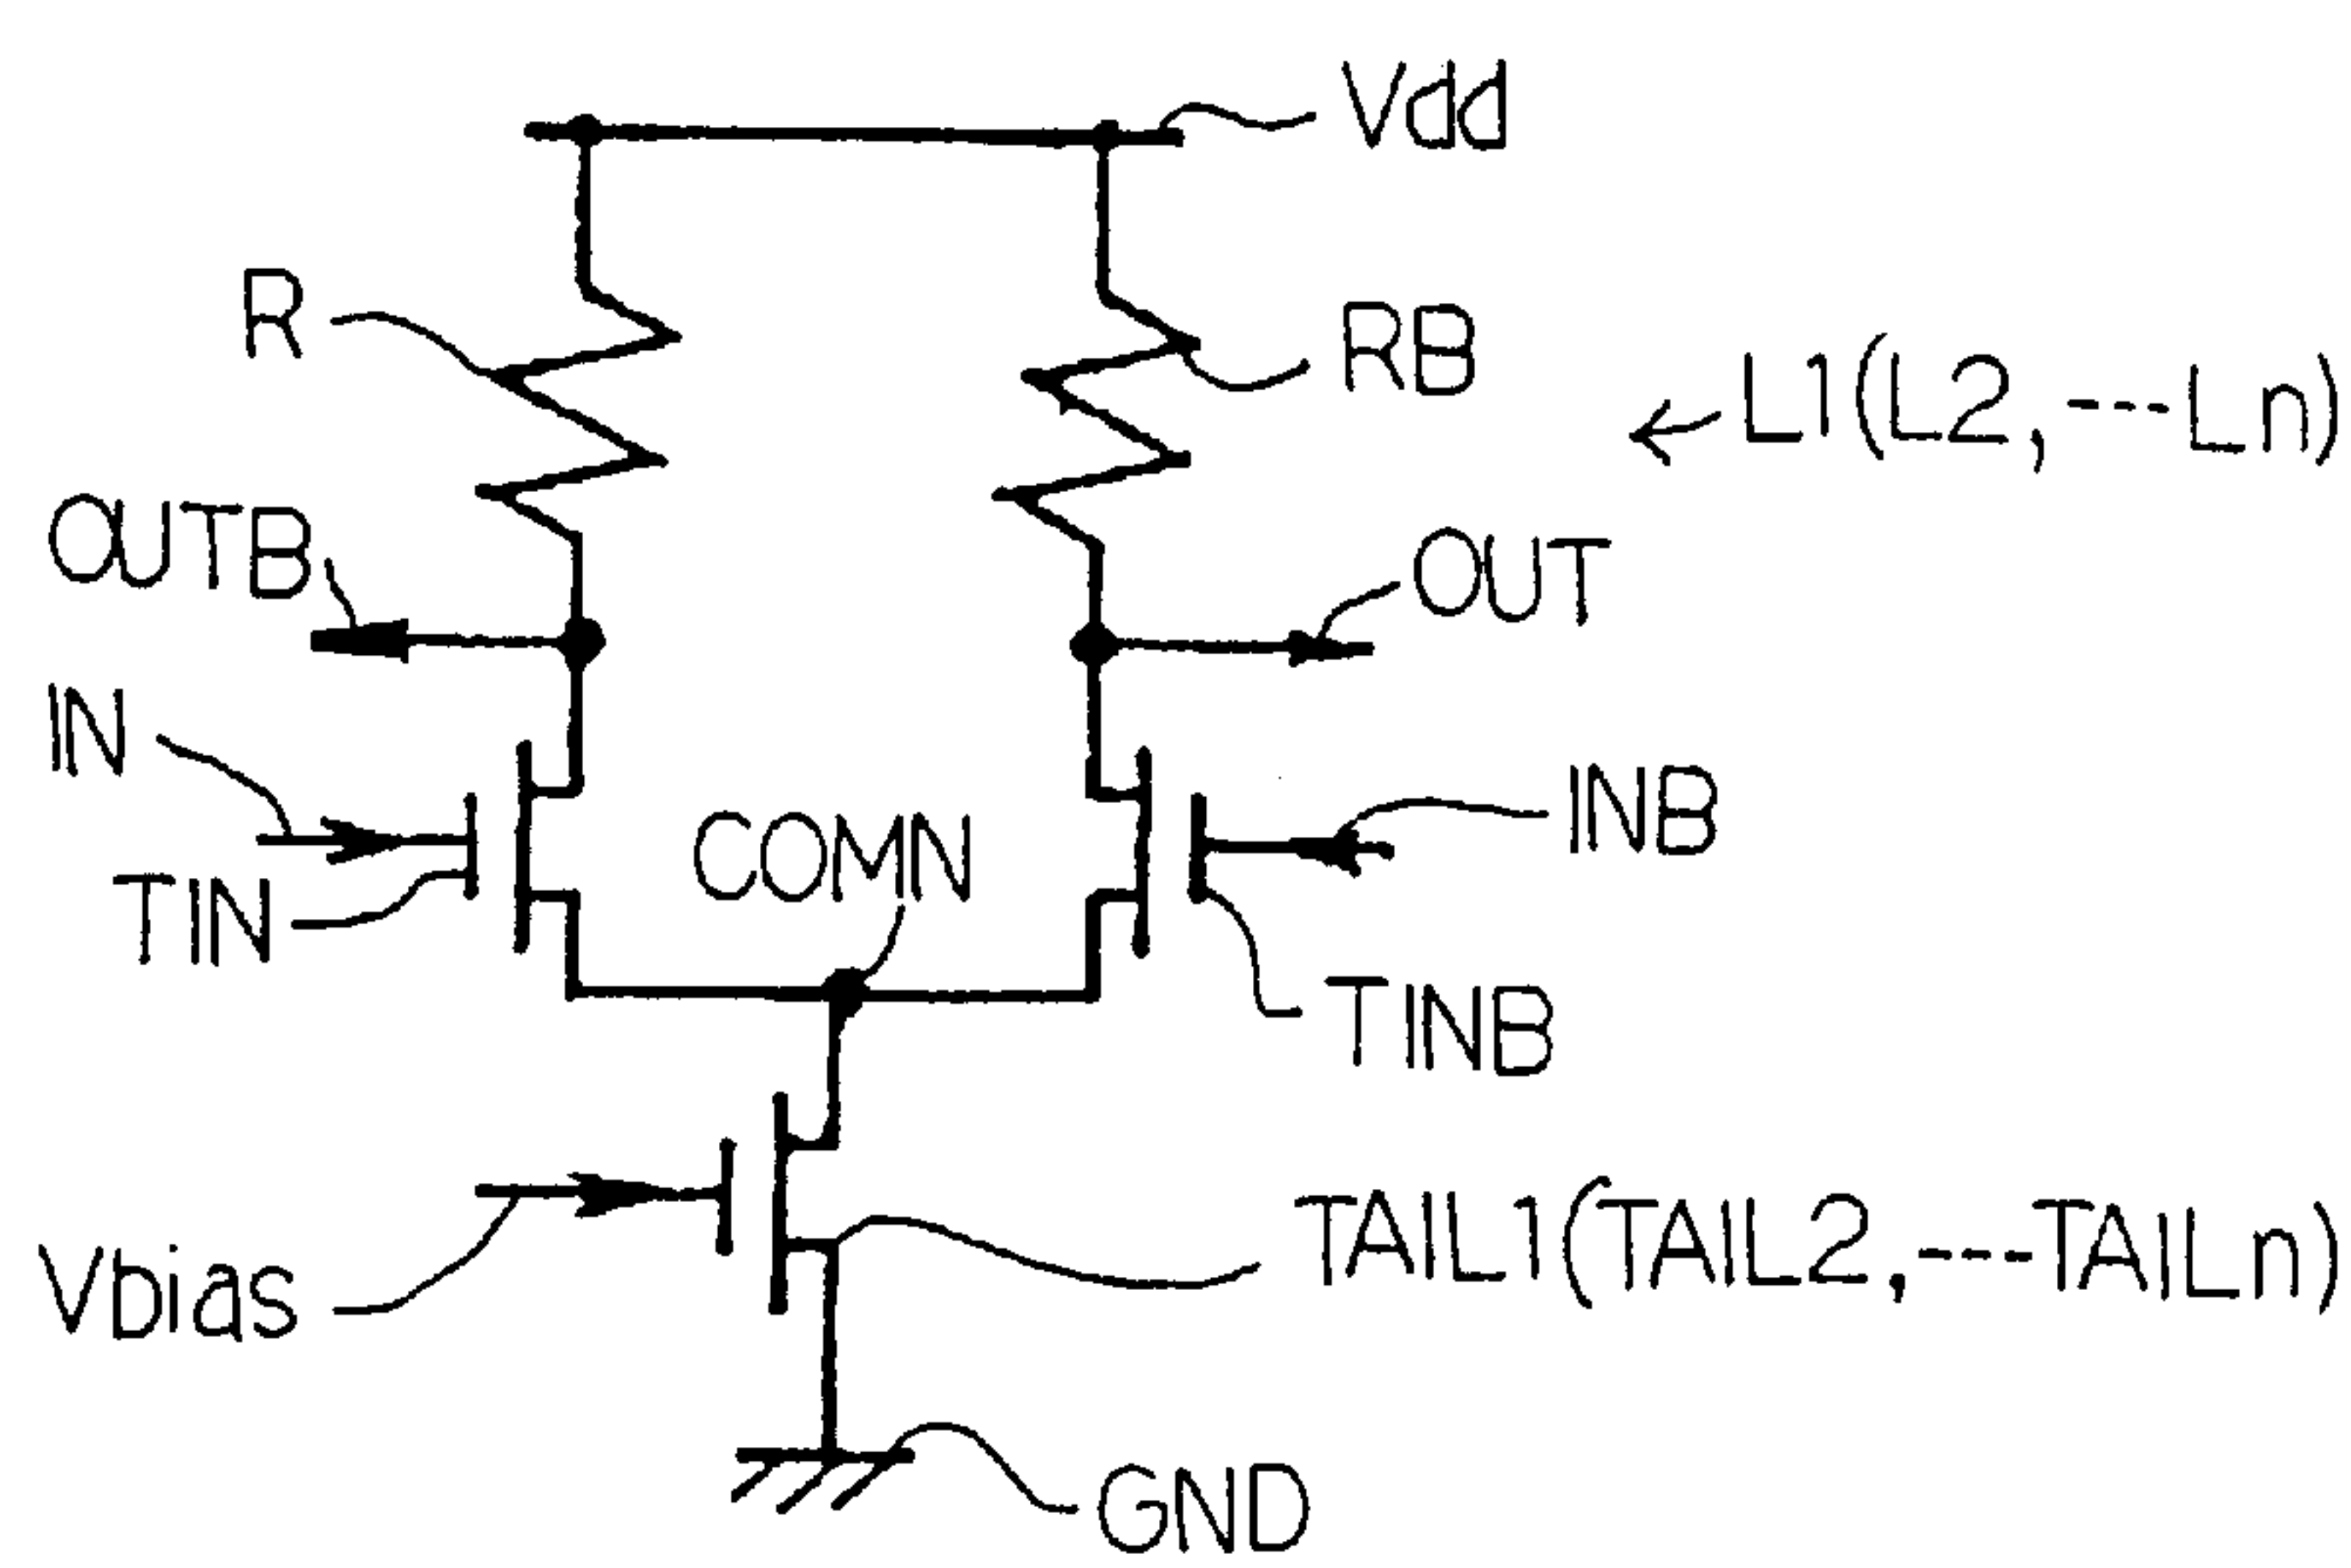 Vdd
R
RB
L1(L2,---Ln)
OUTB
OUT
IN
INB
COMN
TIN
TINB
TAIL1(TAIL2,---TAILn)
Vbias
GND